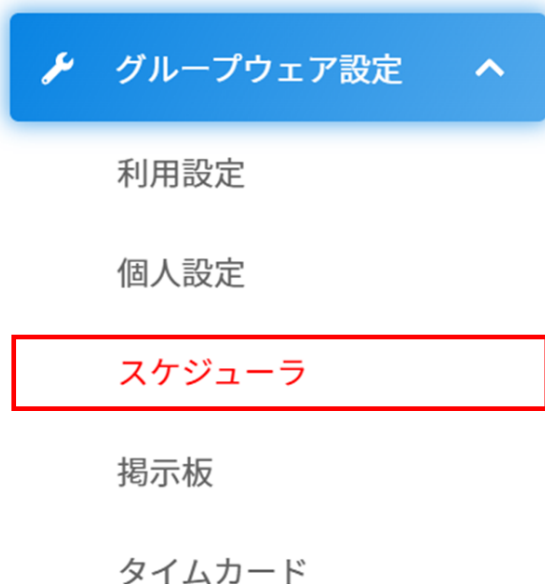 グループウェア設定
利用設定
個人設定
スケジューラ
掲示板
タイムカード